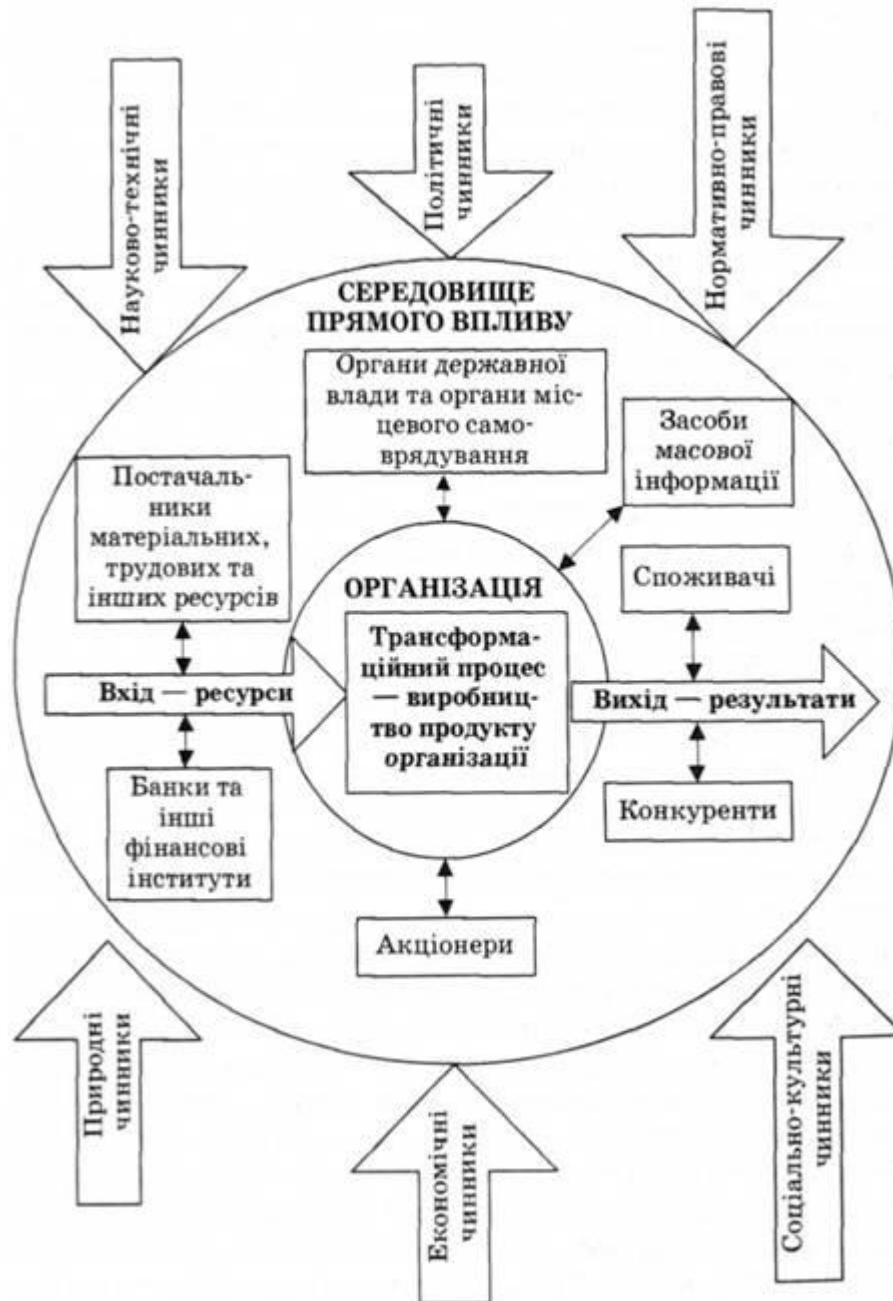 Науково-технічні
чинники
Політичні
чинники
Нормативно-правові
чинники
СЕРЕДОВИЩЕ
ПРЯМОГО ВПЛИВУ
Органи державної
влади та органи міс-
цевого само-
врядування
Засоби
масової
інформації
Постачаль-
ники
матеріальних,
трудових та
інших ресурсів
Споживачі
ОРГАНІЗАЦІЯ
Трансформа-
ційний процес
— виробниц-
тво продукту
організації
Вхід — ресурси
Вихід — результати
Банки та
інші
фінансові
інститути
Конкуренти
Акціонери
Природні
чинники
Економічні
чинники
Соціально-культурні
чинники